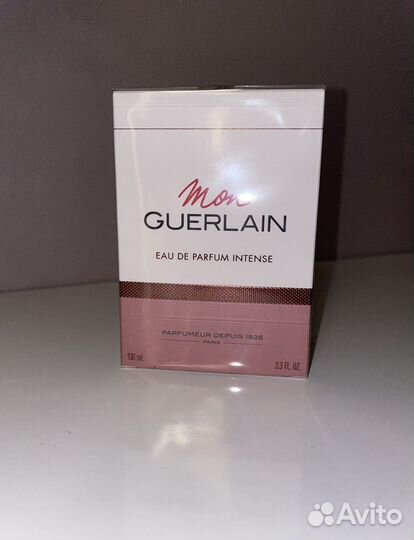 Mon
GUERLAIN
EAU DE PARFUM INTENSE
PARFUMEUR DEPUIS 1828
PARIS
100 mL 3.3 FL. OZ.
Avito